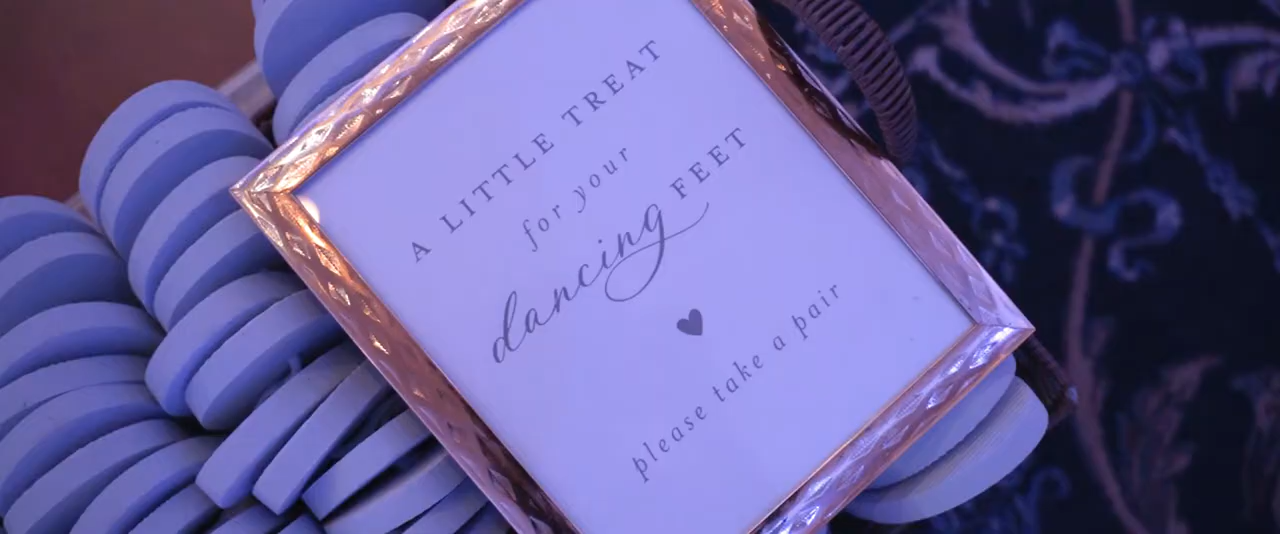 A LITTLE TREAT
for your
dancing FEET
please take a pair